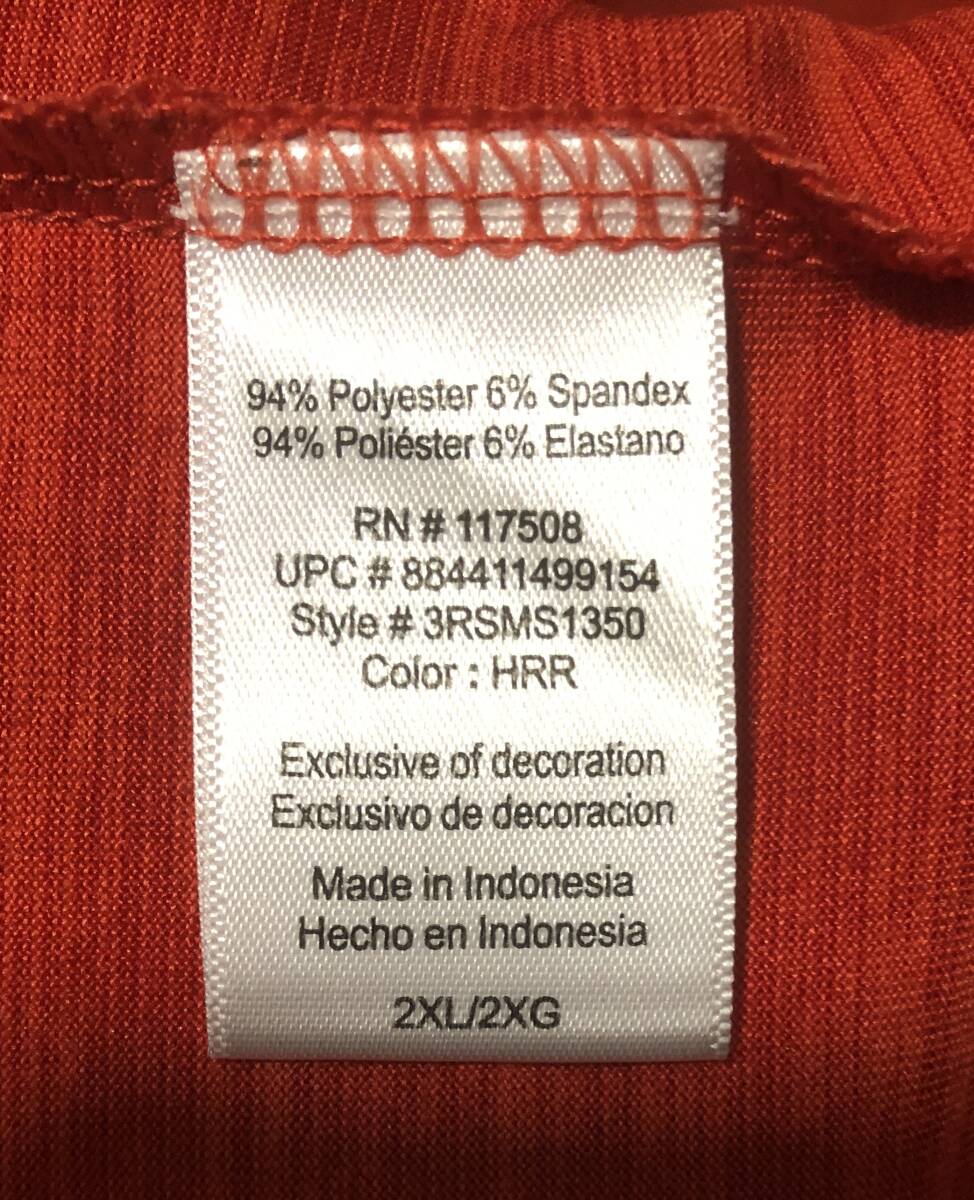 94% Polyester 6% Spandex
94% Poliéster 6% Elastano
RN # 117508
UPC # 884411499154
Style # 3RSMS1350
Color : HRR
Exclusive of decoration
Exclusivo de decoracion
Made in Indonesia
Hecho en Indonesia
2XL/2XG